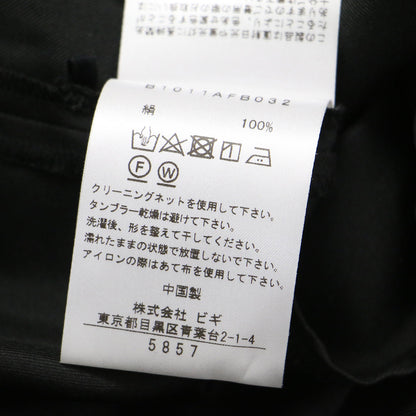 B1011AFB032
絹 100%
F W
クリーニングネットを使用して下さい。
タンブラー乾燥は避けて下さい。
洗濯後、形を整えて干してください。
濡れたままの状態で放置しないで下さい。
アイロンの際はあて布を使用して下さい。
中国製
株式会社 ビギ
東京都目黒区青葉台2-1-4
5857